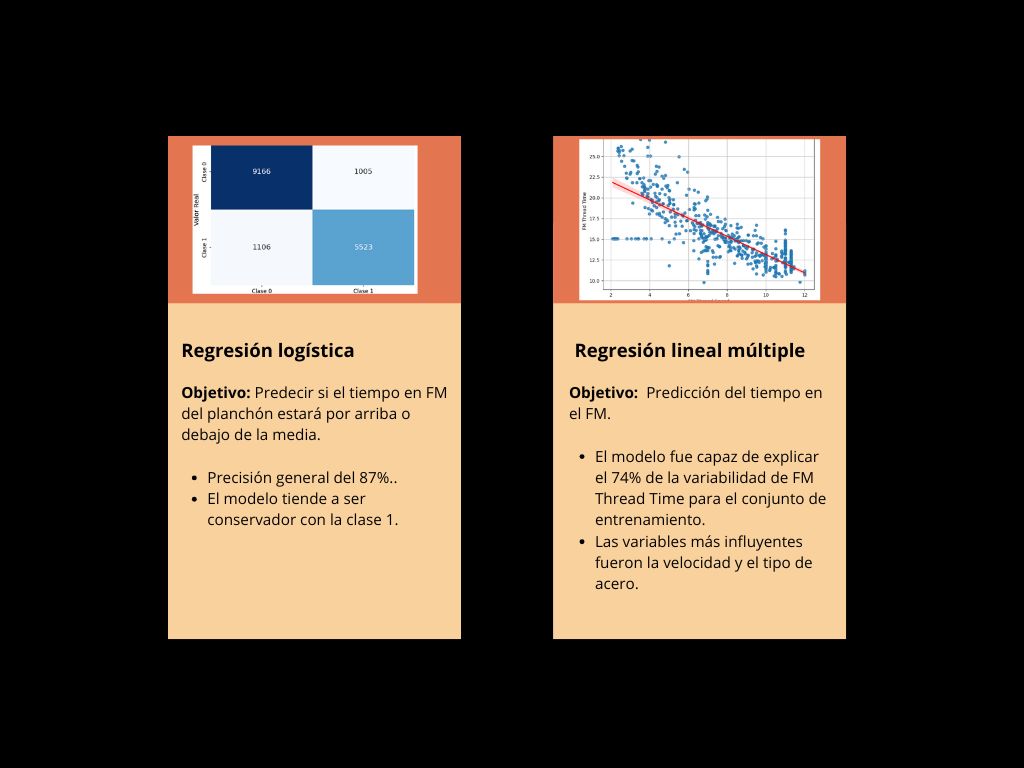 Clase 0
9166
1005
Valor Real
Clase 1
1106
5523
Clase 0
Clase 1
Regresión logística
Objetivo: Predecir si el tiempo en FM
del planchón estará por arriba o
debajo de la media.
• Precisión general del 87%..
• El modelo tiende a ser
conservador con la clase 1.
25.0
22.5
20.0
17.5
15.0
12.5
10.0
FM Thread Time
2
4
6
8
10
12
Regresión lineal múltiple
Objetivo: Predicción del tiempo en
el FM.
• El modelo fue capaz de explicar
el 74% de la variabilidad de FM
Thread Time para el conjunto de
entrenamiento.
• Las variables más influyentes
fueron la velocidad y el tipo de
acero.